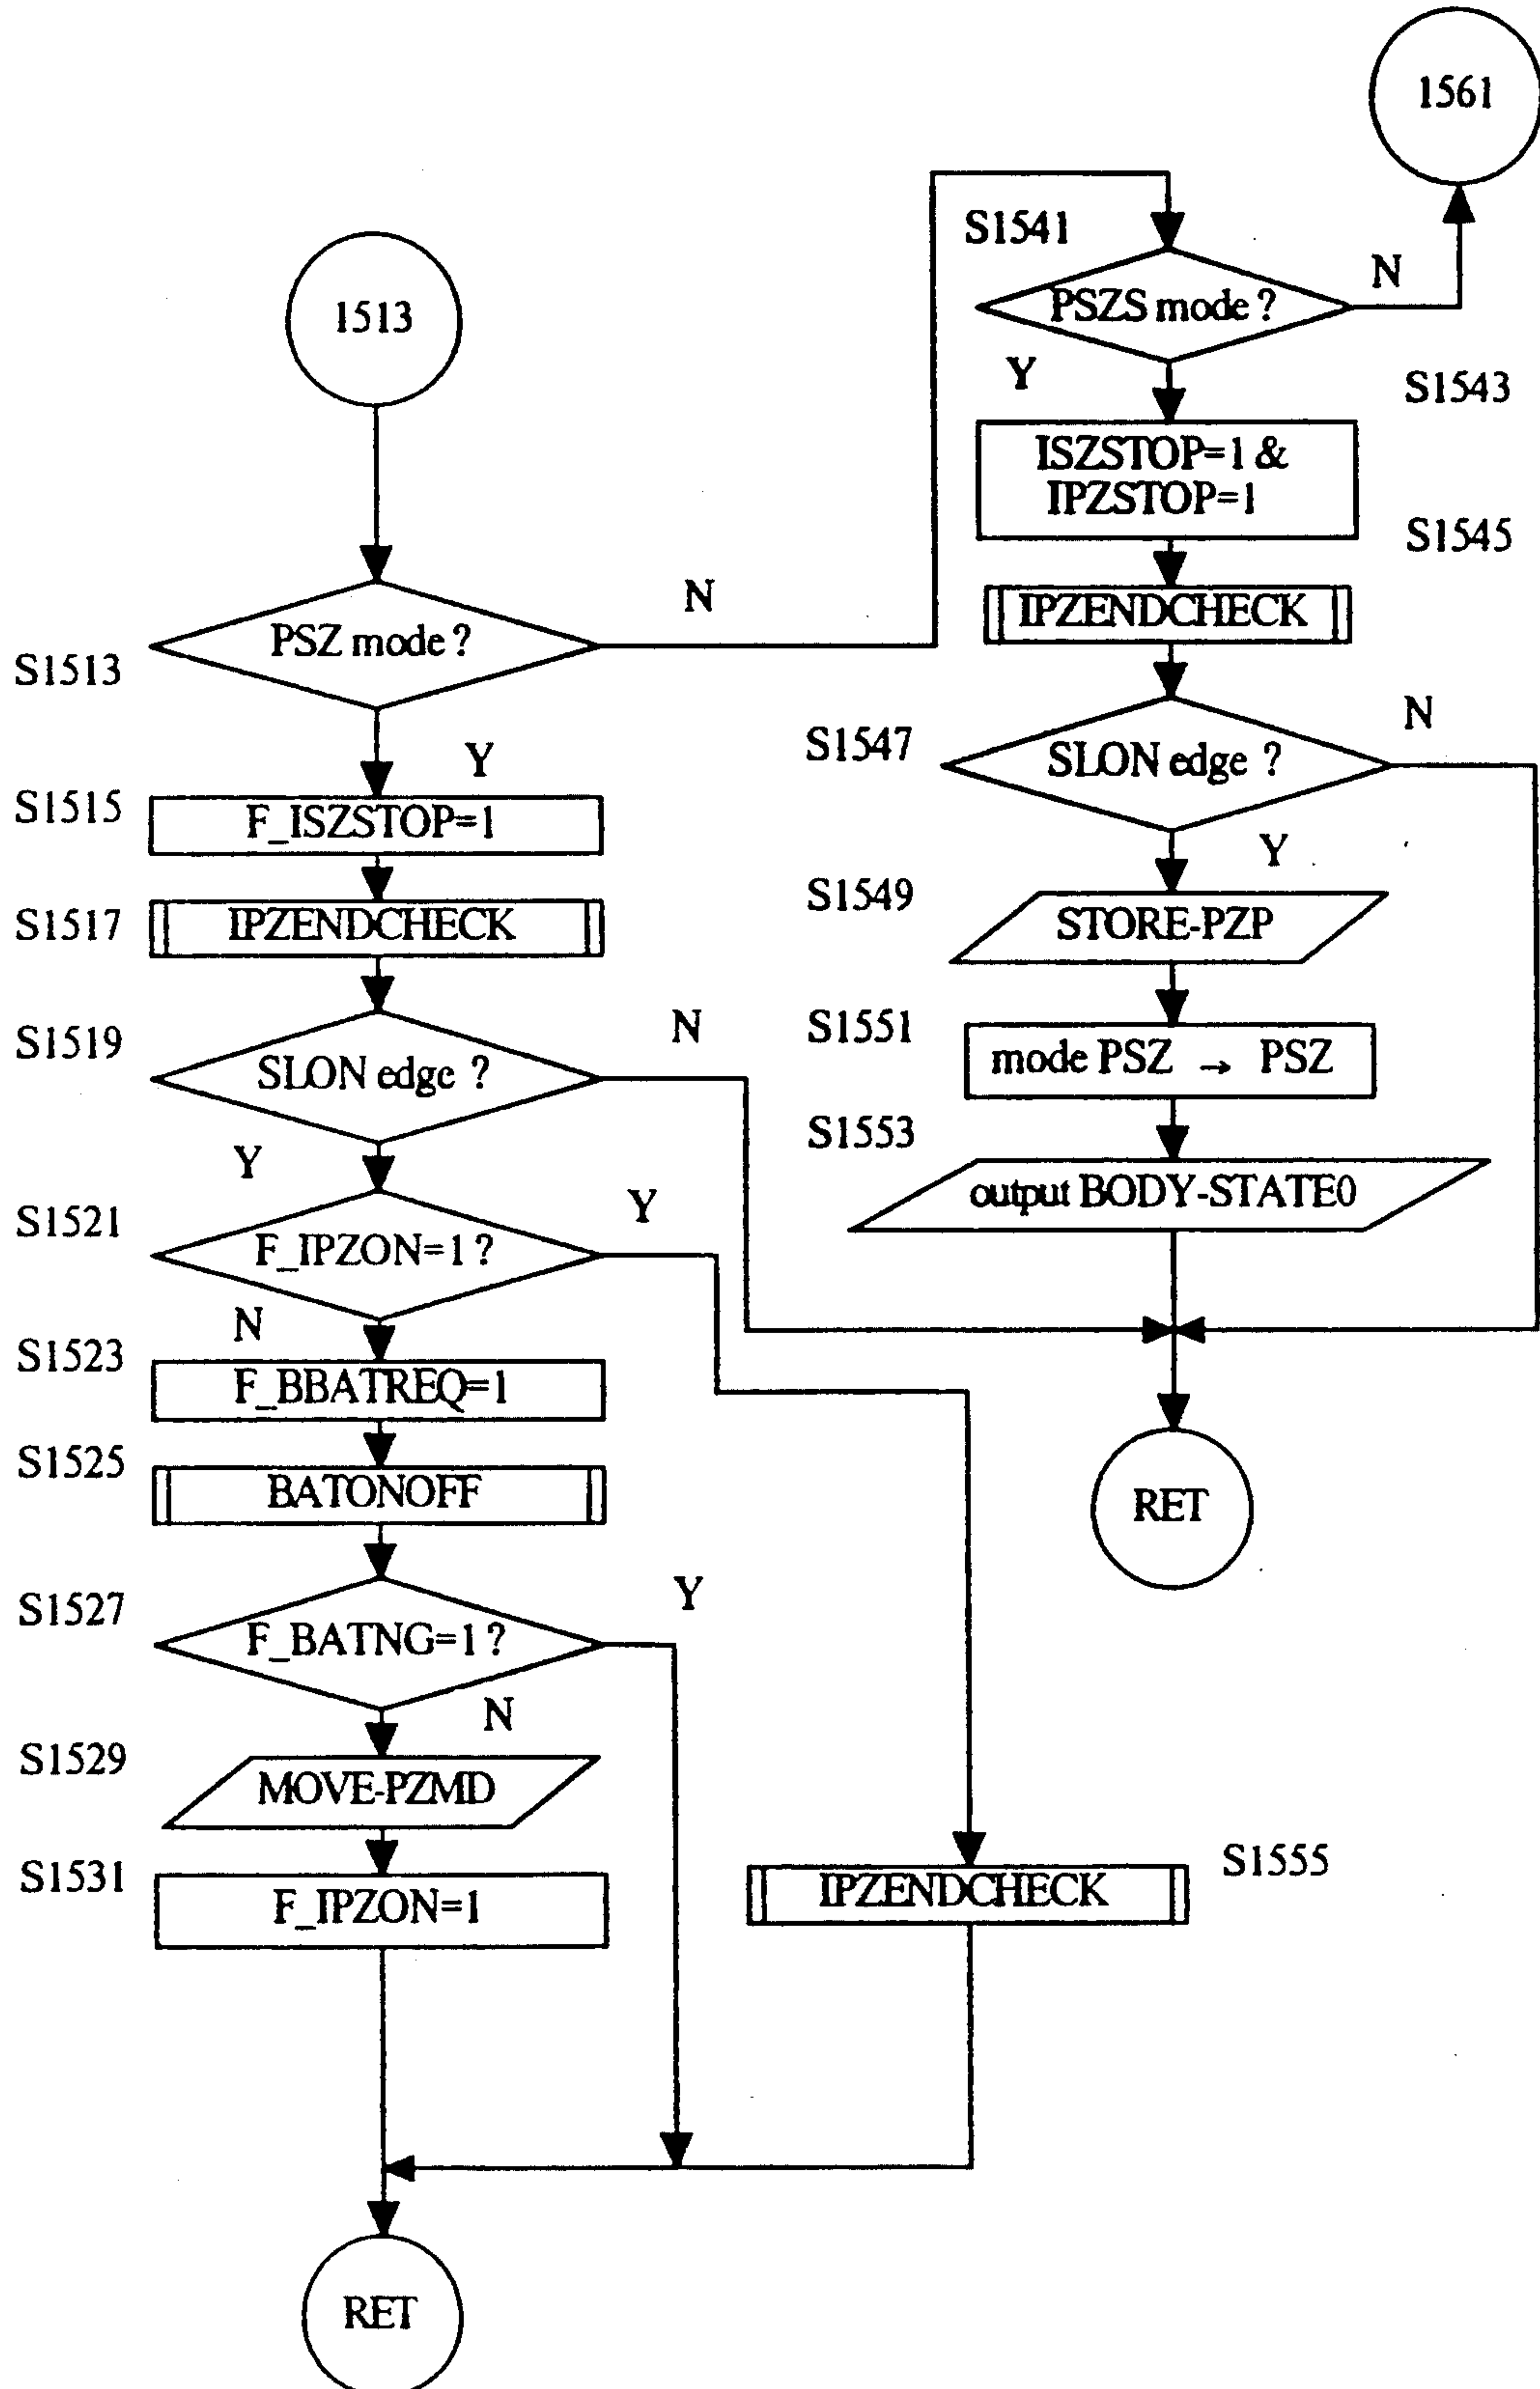 1561
S1541
PSZS mode ?
N
Y
S1543
ISZSTOP=1 &
IPZSTOP=1
S1545
IPZENDCHECK
S1547
SLON edge ?
N
Y
S1549
STORE-PZP
S1551
mode PSZ → PSZ
S1553
output BODY-STATE0
RET
1513
S1513
PSZ mode ?
N
Y
S1515
F_ISZSTOP=1
S1517
IPZENDCHECK
S1519
SLON edge ?
N
Y
S1521
F_IPZON=1 ?
Y
N
S1523
F_BBATREQ=1
S1525
BATONOFF
S1527
F_BATNG=1 ?
Y
N
S1529
MOVE-PZMD
S1531
F_IPZON=1
S1555
IPZENDCHECK
RET